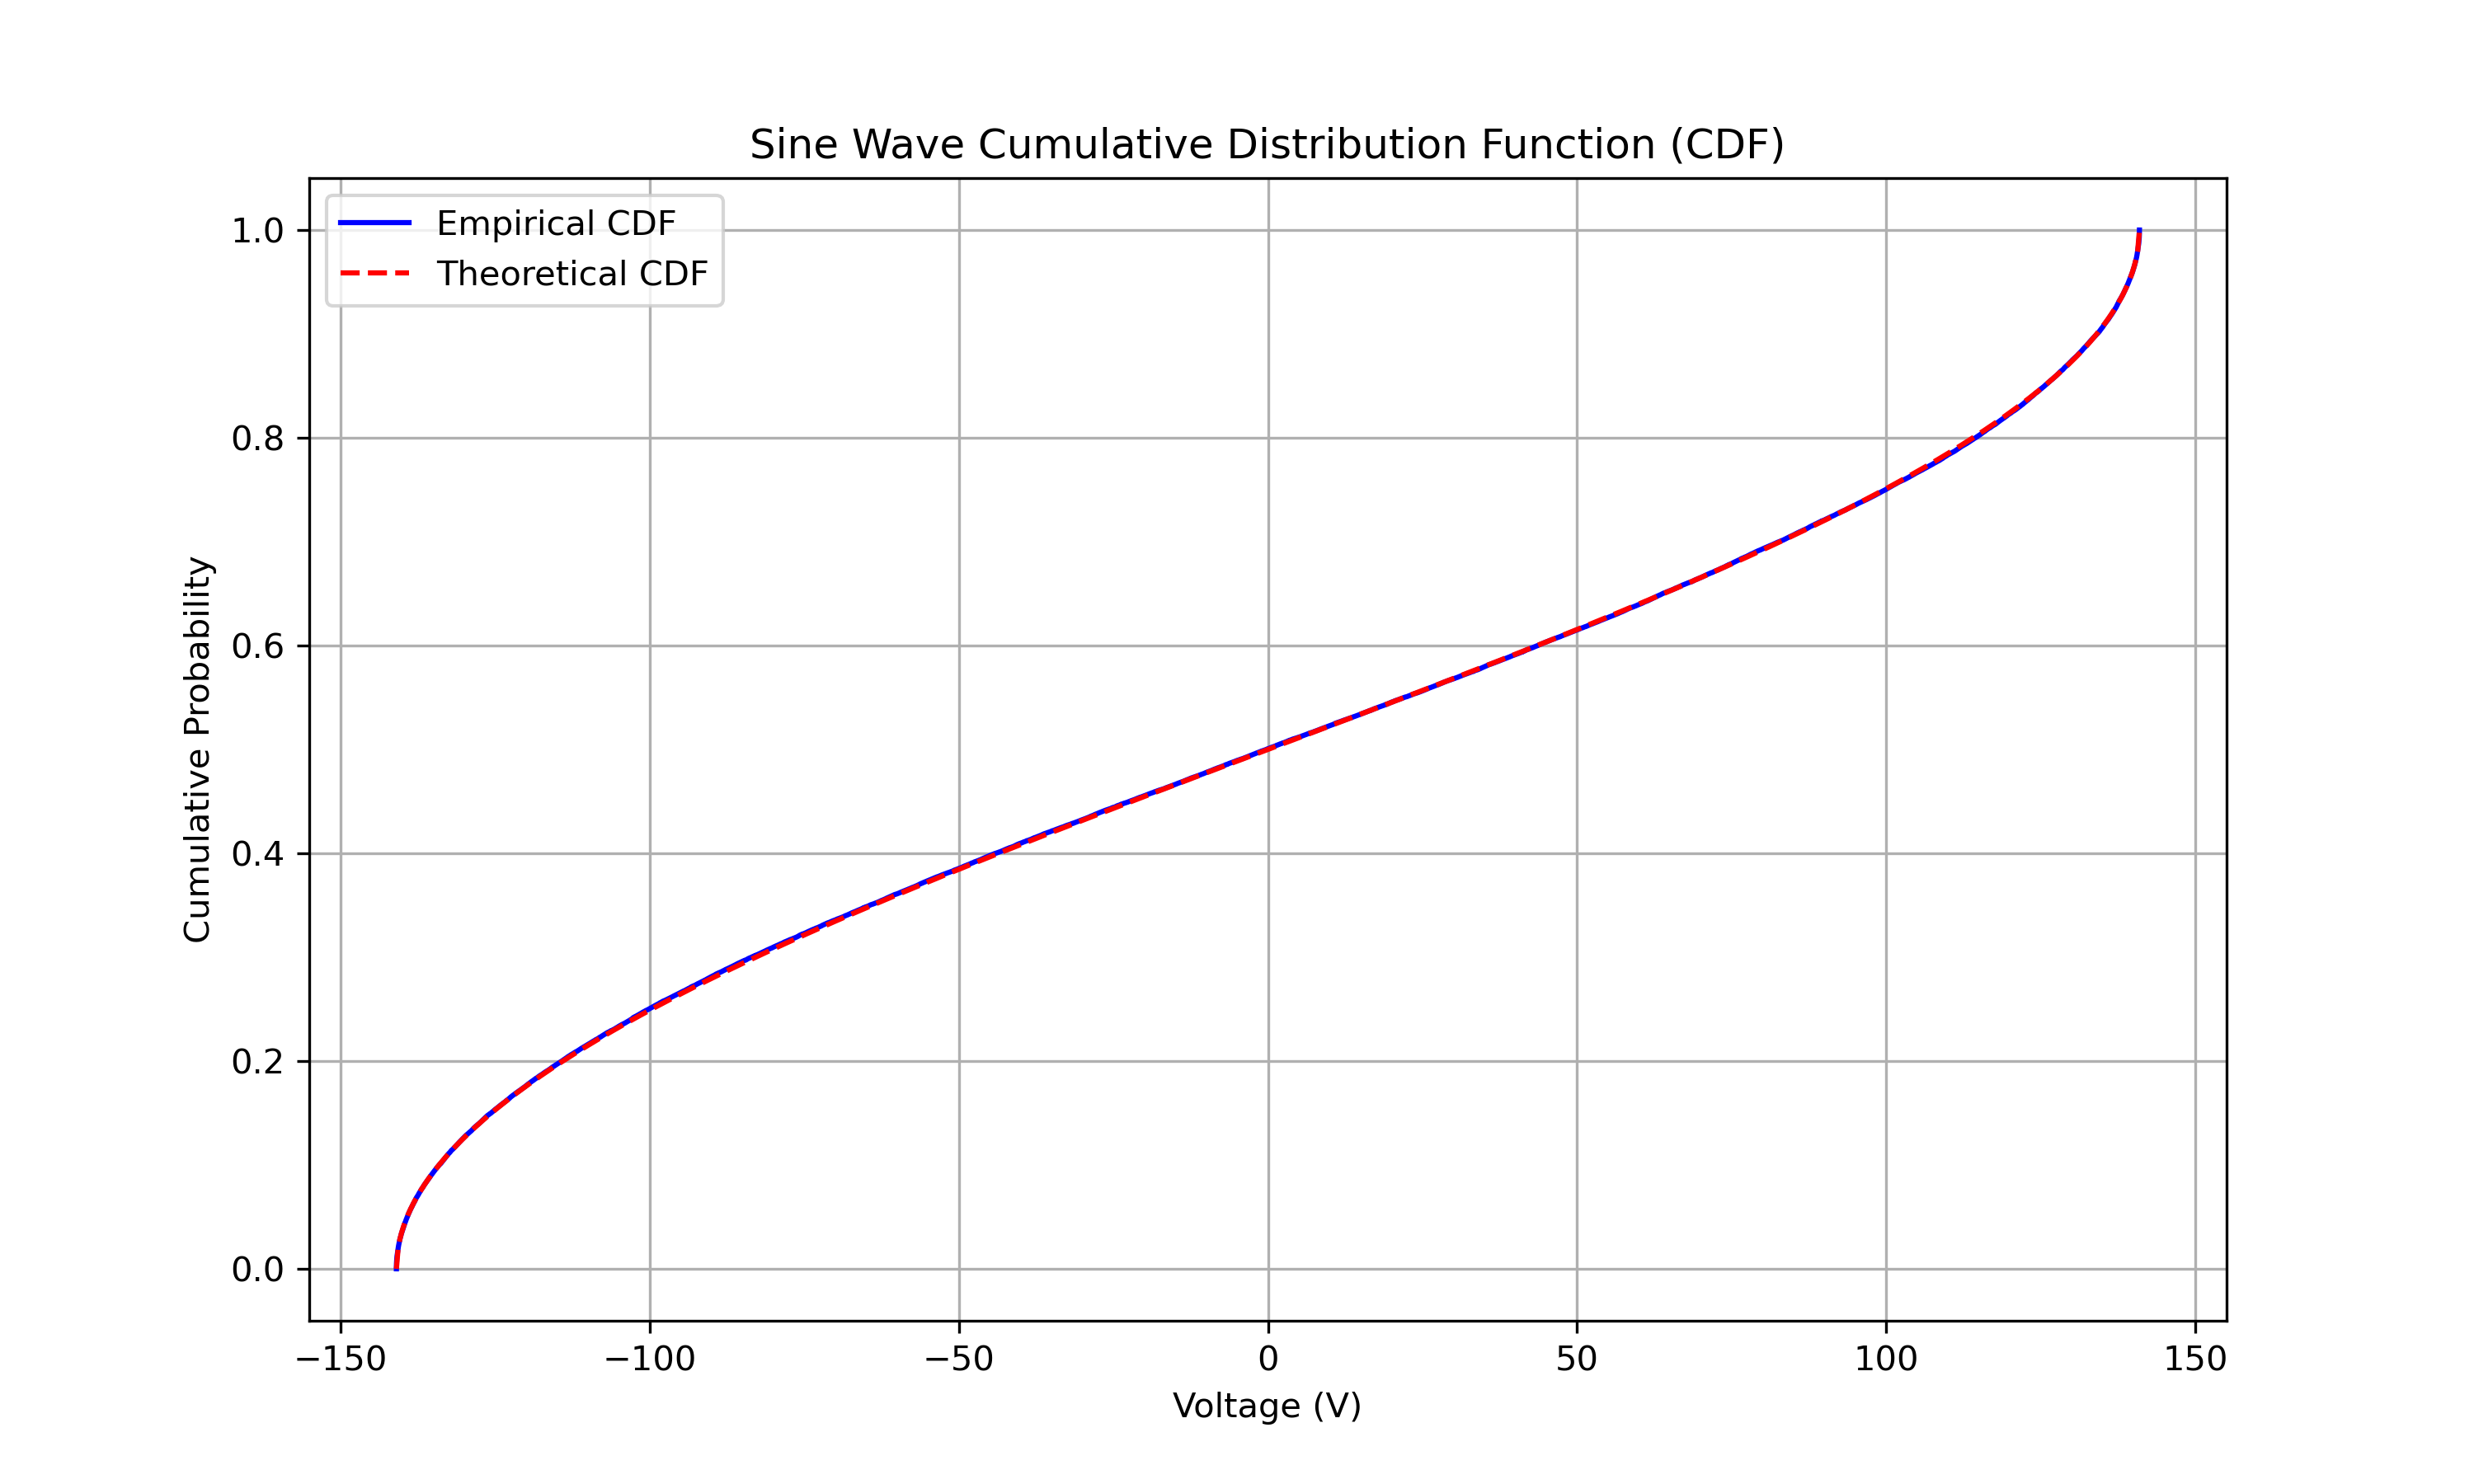 Sine Wave Cumulative Distribution Function (CDF)
Empirical CDF
Theoretical CDF
1.0
0.8
0.6
0.4
0.2
0.0
Cumulative Probability
−150 −100 −50 0 50 100 150
Voltage (V)